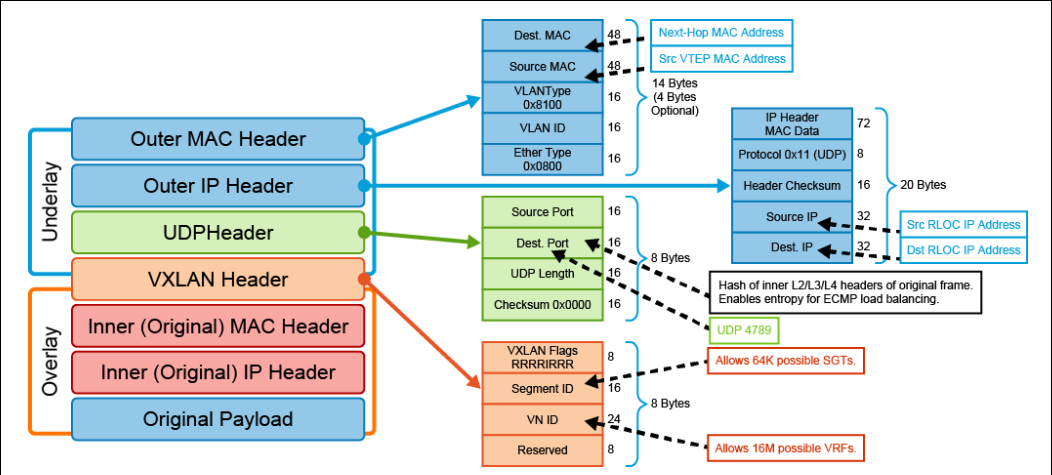 Underlay
Outer MAC Header
Outer IP Header
UDPHeader
VXLAN Header
Overlay
Inner (Original) MAC Header
Inner (Original) IP Header
Original Payload
Dest. MAC
48
Source MAC
48
VLANType
0x8100
16
VLAN ID
16
Ether Type
0x0800
16
14 Bytes
(4 Bytes
Optional)
Next-Hop MAC Address
Src VTEP MAC Address
IP Header
MAC Data
72
Protocol 0x11 (UDP)
8
Header Checksum
16
Source IP
32
Dest. IP
32
20 Bytes
Src RLOC IP Address
Dst RLOC IP Address
Source Port
16
Dest. Port
16
UDP Length
16
Checksum 0x0000
16
8 Bytes
Hash of inner L2/L3/L4 headers of original frame.
Enables entropy for ECMP load balancing.
UDP 4789
VXLAN Flags
RRRRIRRR
8
Segment ID
16
VN ID
24
Reserved
8
8 Bytes
Allows 64K possible SGTs.
Allows 16M possible VRFs.